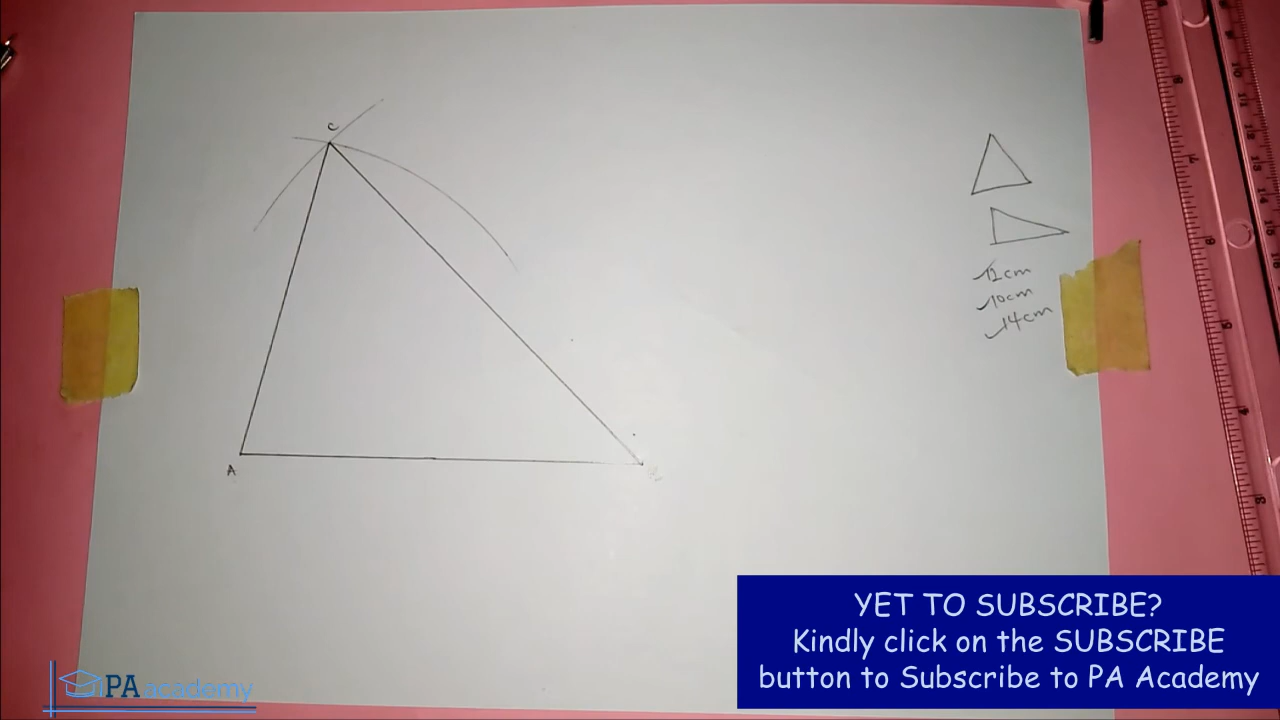 C
A
B
12cm
10cm
14cm
YET TO SUBSCRIBE?
Kindly click on the SUBSCRIBE
button to Subscribe to PA Academy
PA academy